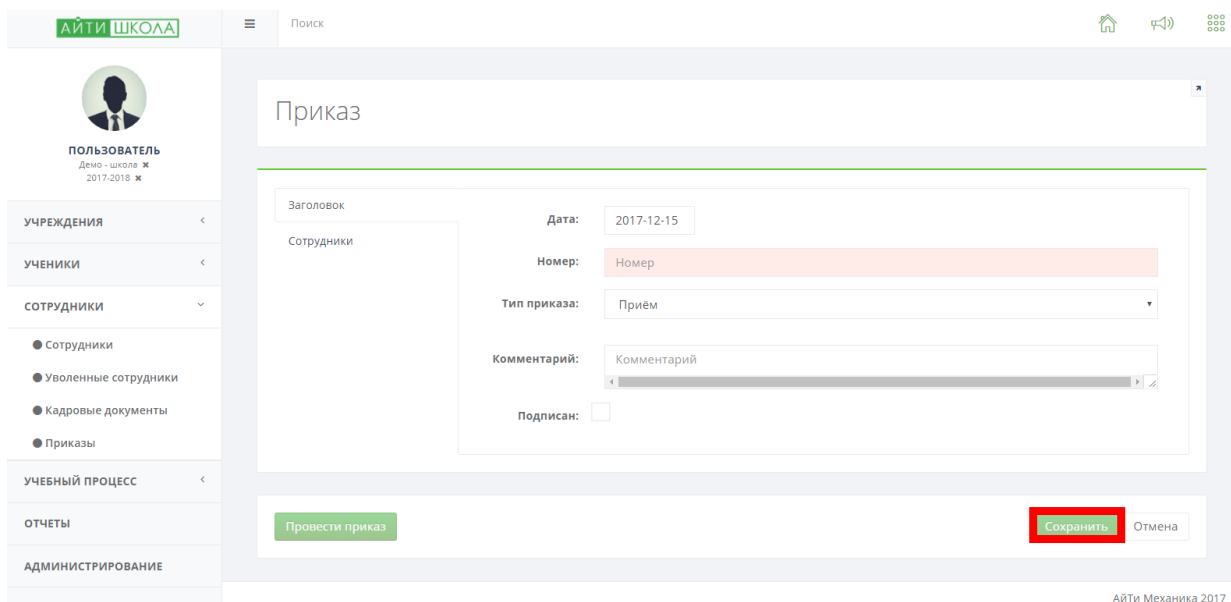 АЙТИ ШКОЛА
Поиск
ПОЛЬЗОВАТЕЛЬ
Демо - школа
2017-2018
УЧРЕЖДЕНИЯ
УЧЕНИКИ
СОТРУДНИКИ
Сотрудники
Уволенные сотрудники
Кадровые документы
Приказы
УЧЕБНЫЙ ПРОЦЕСС
ОТЧЕТЫ
АДМИНИСТРИРОВАНИЕ
Приказ
Заголовок
Сотрудники
Дата: 2017-12-15
Номер: Номер
Тип приказа: Приём
Комментарий: Комментарий
Подписан:
Провести приказ Сохранить Отмена
АйТи Механика 2017